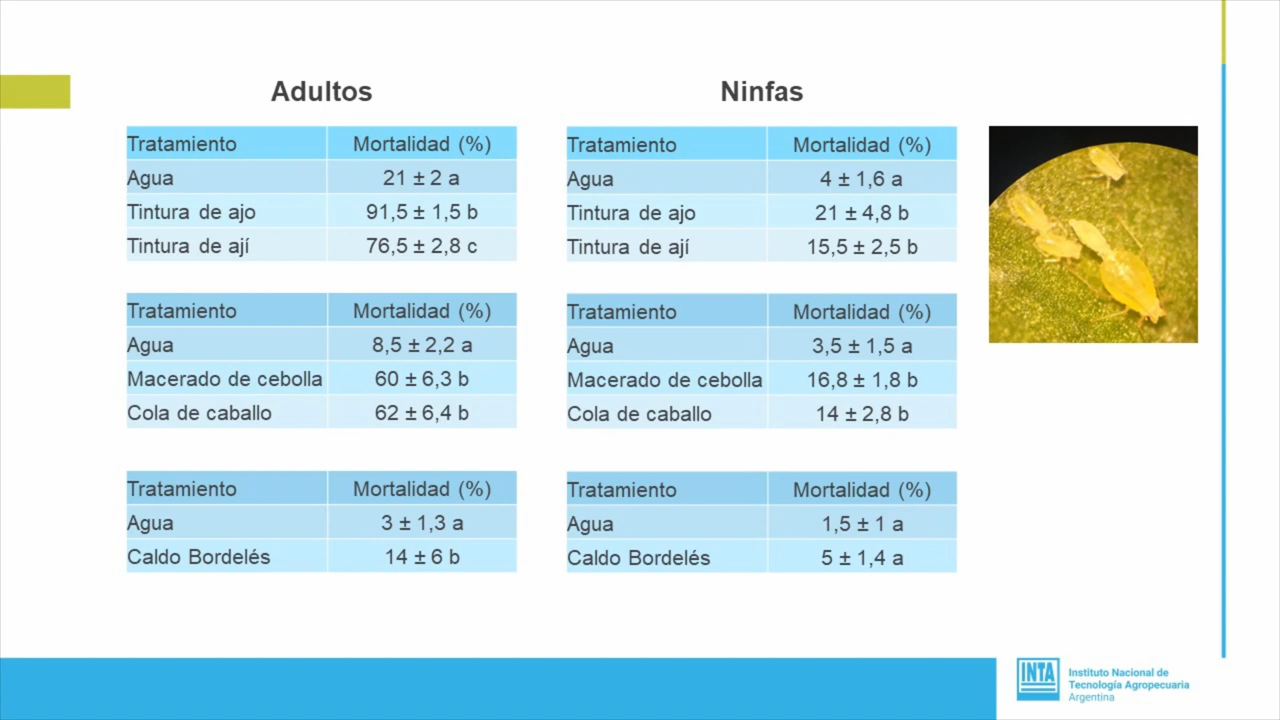 Adultos
Tratamiento Mortalidad (%)
Agua 21 ± 2 a
Tintura de ajo 91,5 ± 1,5 b
Tintura de ají 76,5 ± 2,8 c
Tratamiento Mortalidad (%)
Agua 8,5 ± 2,2 a
Macerado de cebolla 60 ± 6,3 b
Cola de caballo 62 ± 6,4 b
Tratamiento Mortalidad (%)
Agua 3 ± 1,3 a
Caldo Bordelés 14 ± 6 b
Ninfas
Tratamiento Mortalidad (%)
Agua 4 ± 1,6 a
Tintura de ajo 21 ± 4,8 b
Tintura de ají 15,5 ± 2,5 b
Tratamiento Mortalidad (%)
Agua 3,5 ± 1,5 a
Macerado de cebolla 16,8 ± 1,8 b
Cola de caballo 14 ± 2,8 b
Tratamiento Mortalidad (%)
Agua 1,5 ± 1 a
Caldo Bordelés 5 ± 1,4 a
INTA
Instituto Nacional de
Tecnología Agropecuaria
Argentina